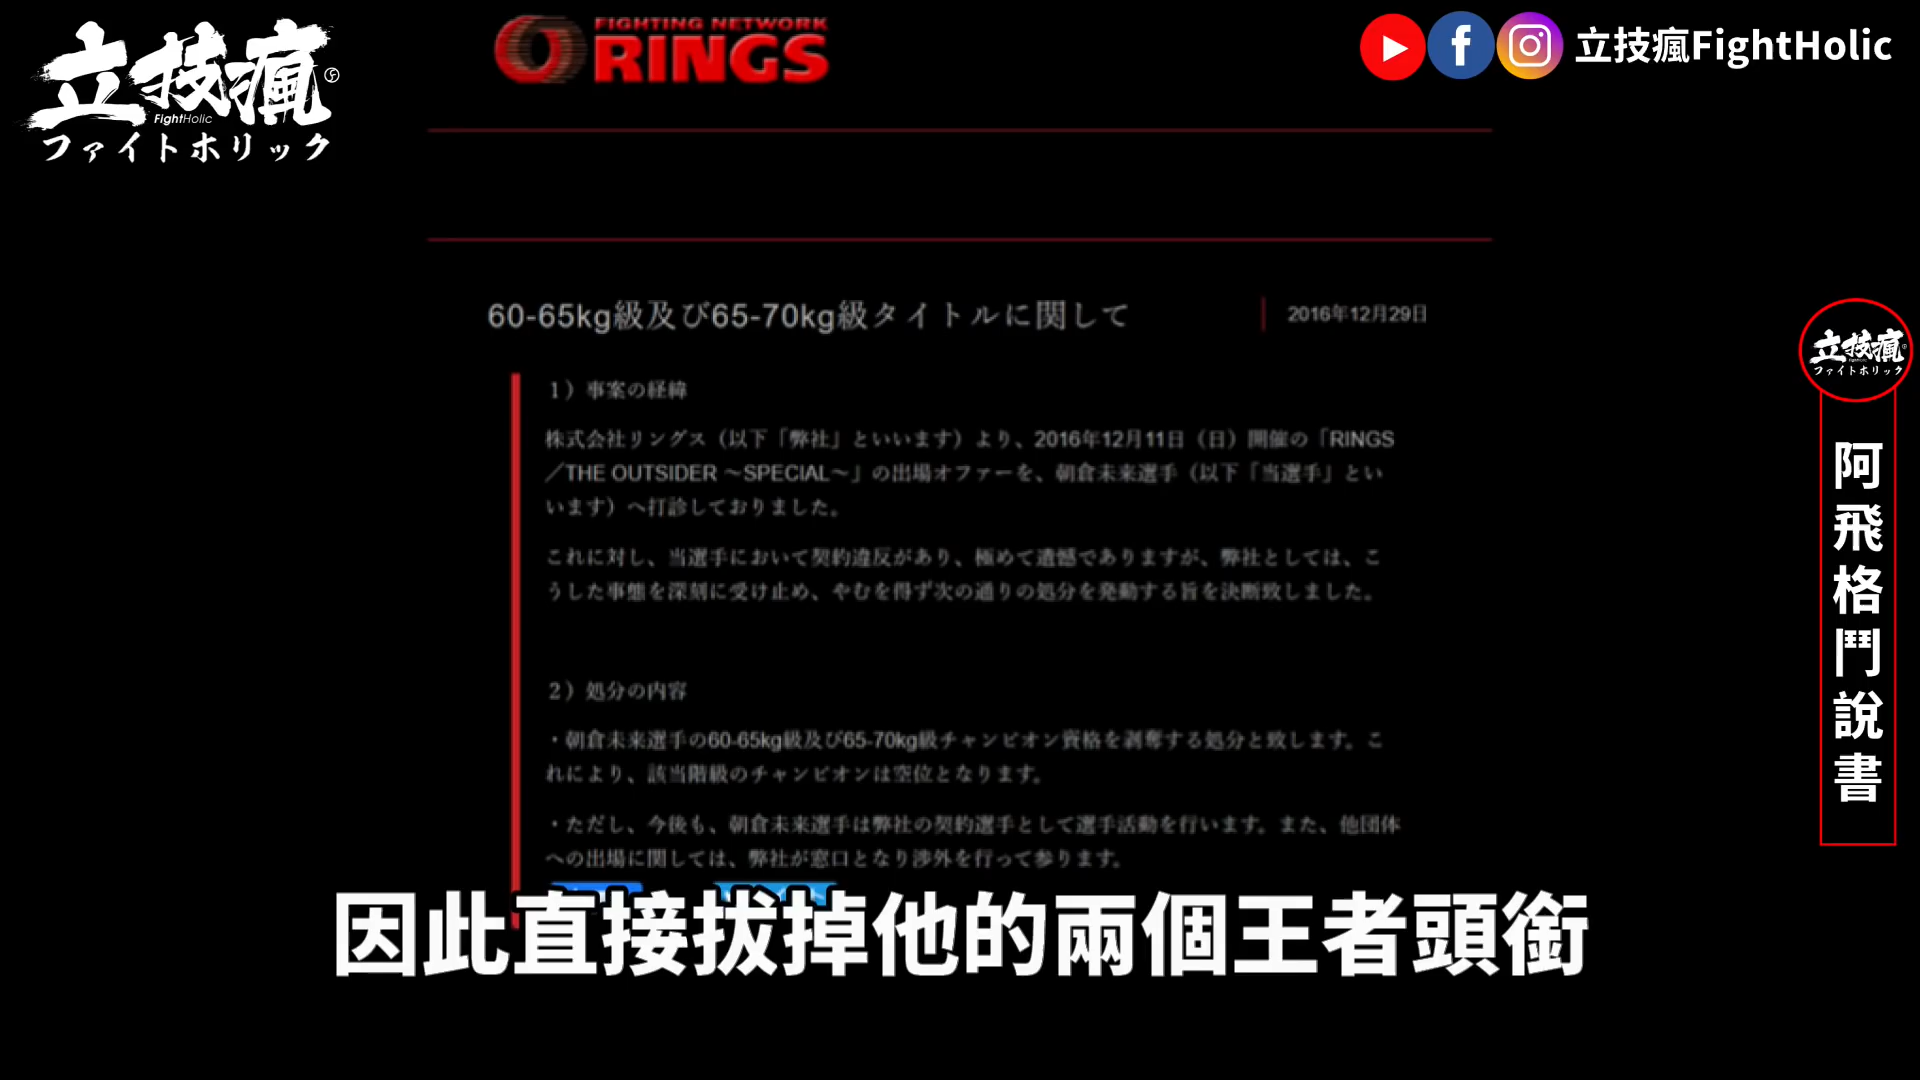 立技瘋
FightHolic
ファイトホリック
FIGHTING NETWORK
RINGS
立技瘋FightHolic
60-65kg級及び65-70kg級タイトルに関して
2016年12月29日
1）事案の経緯
株式会社リングス（以下「弊社」といいます）より、2016年12月11日（日）開催の「RINGS
／THE OUTSIDER ～SPECIAL～」の出場オファーを、朝倉未来選手（以下「当選手」とい
います）へ打診しておりました。
これに対し、当選手において契約違反があり、極めて遺憾でありますが、弊社としては、こ
うした事態を深刻に受け止め、やむを得ず次の通りの処分を発動する旨を決断致しました。
2）処分の内容
・朝倉未来選手の60-65kg級及び65-70kg級チャンピオン資格を剥奪する処分と致します。こ
れにより、該当階級のチャンピオンは空位となります。
・ただし、今後も、朝倉未来選手は弊社の契約選手として選手活動を行います。また、他団体
への出場に関しては、弊社が窓口となり渉外を行って参ります。
立技瘋
ファイトホリック
阿飛格鬥說書
因此直接拔掉他的兩個王者頭銜